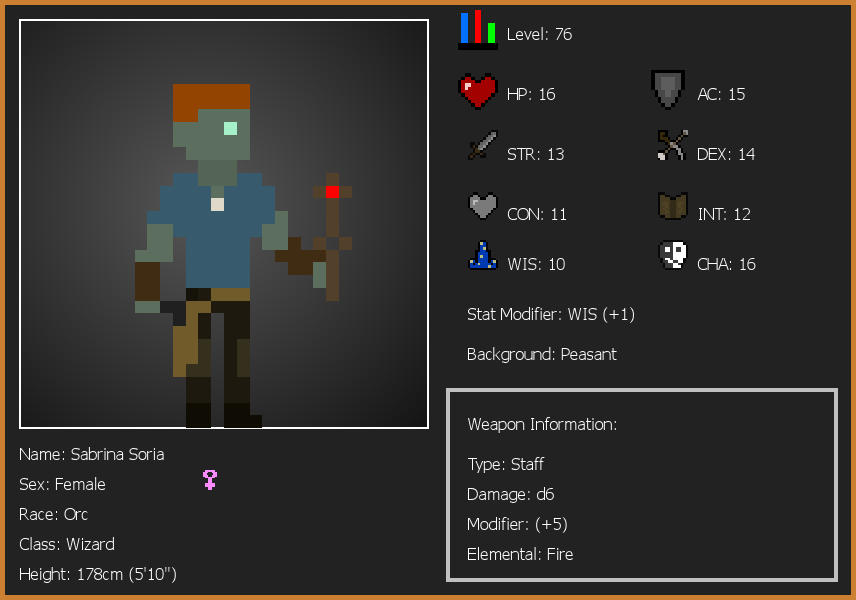 Level: 76
HP: 16
AC: 15
STR: 13
DEX: 14
CON: 11
INT: 12
WIS: 10
CHA: 16
Stat Modifier: WIS (+1)
Background: Peasant
Weapon Information:
Type: Staff
Damage: d6
Modifier: (+5)
Elemental: Fire
Name: Sabrina Soria
Sex: Female
Race: Orc
Class: Wizard
Height: 178cm (5'10")